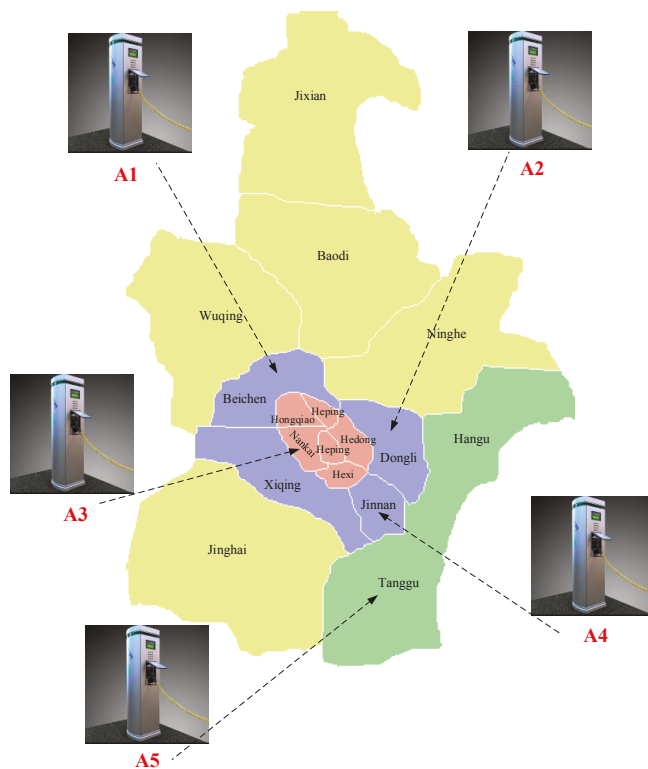 Jixian
A1
A2
Baodi
Wuqing
Ninghe
Beichen
Heping
Hongqiao
Hedong
Hangu
Nankai
Heping
Dongli
Hexi
Xiqing
Jinnan
A3
Jinghai
Tanggu
A4
A5